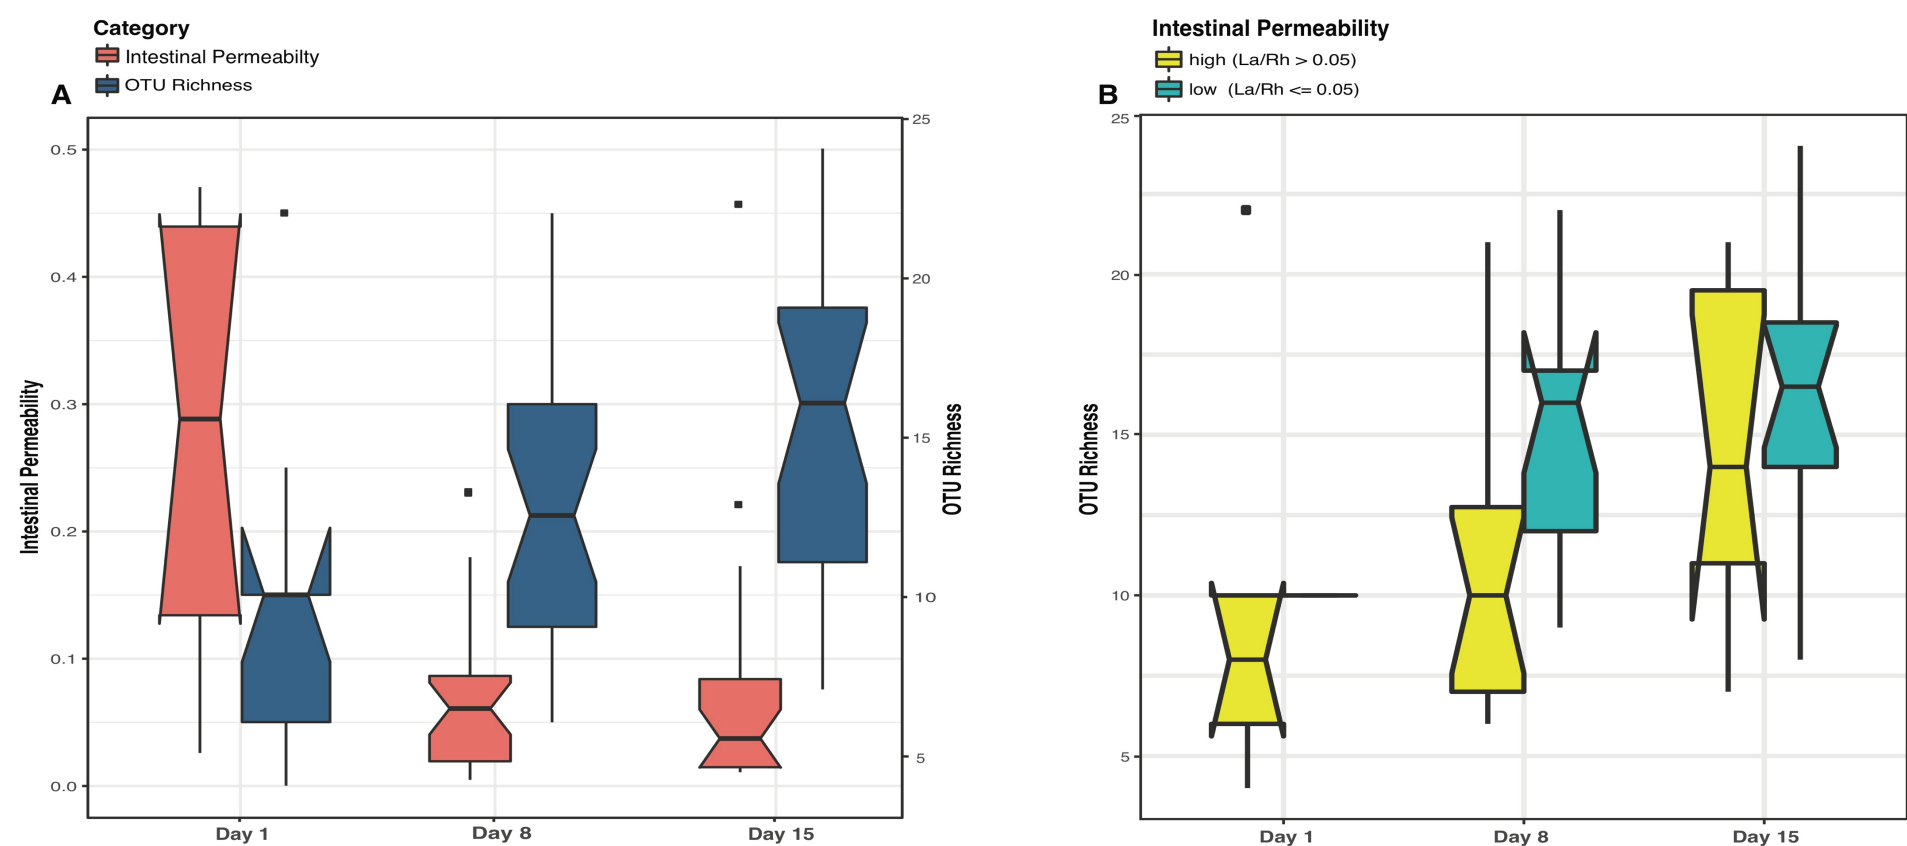 Category
Intestinal Permeabilty
OTU Richness
A
0.5
0.4
0.3
0.2
0.1
0.0
Intestinal Permeability
25
20
15
10
5
OTU Richness
Day 1
Day 8
Day 15
Intestinal Permeability
high (La/Rh > 0.05)
low (La/Rh <= 0.05)
B
25
20
15
10
5
OTU Richness
Day 1
Day 8
Day 15